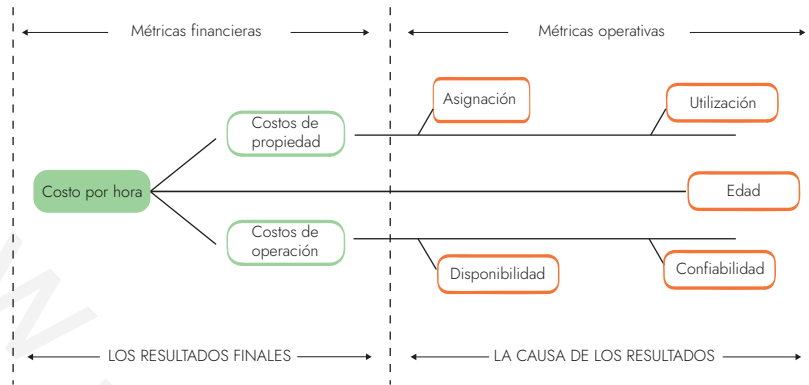 Métricas financieras
Métricas operativas
Asignación
Utilización
Costos de
propiedad
Costo por hora
Edad
Costos de
operación
Disponibilidad
Confiabilidad
LOS RESULTADOS FINALES
LA CAUSA DE LOS RESULTADOS